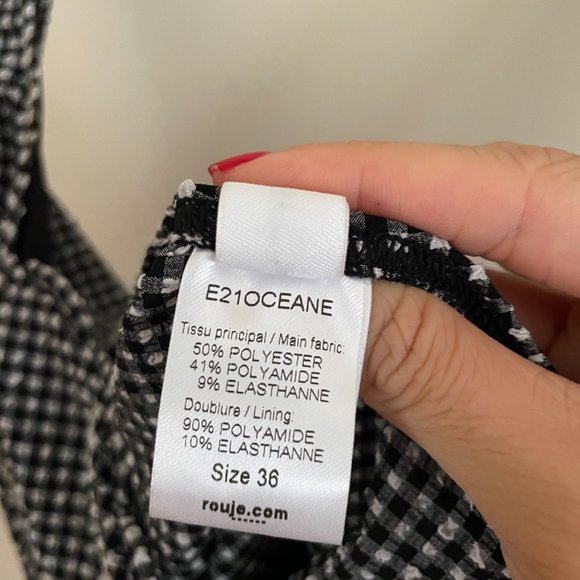 E21OCEANE
Tissu principal / Main fabric:
50% POLYESTER
41% POLYAMIDE
9% ELASTHANNE
Doublure / Lining:
90% POLYAMIDE
10% ELASTHANNE
Size 36
rouje.com